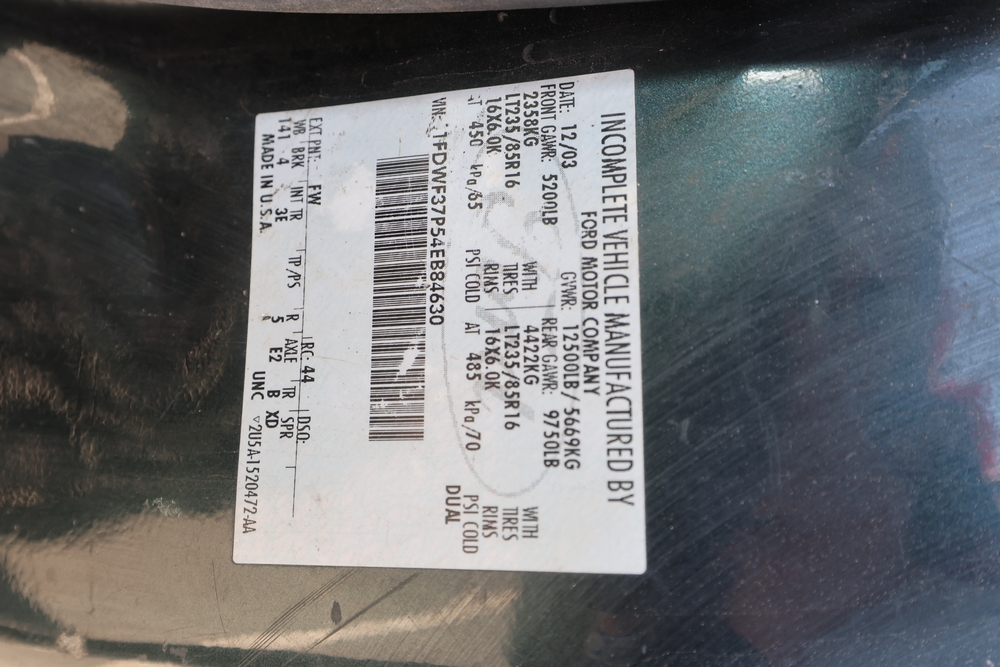 INCOMPLETE VEHICLE MANUFACTURED BY
FORD MOTOR COMPANY
DATE: 12/03 GVWR: 12500LB/5669KG
FRONT GAWR: 5200LB REAR GAWR: 9750LB
2358KG WITH 4422KG WITH
LT235/85R16 TIRES LT235/85R16 TIRES
16X6.0K RIMS 16X6.0K RIMS
AT 450 kPa/65 PSI COLD AT 485 kPa/70 PSI COLD
DUAL
VIN: 1FDWF37P54EB84630
EXT PNT: FW RC: 44 DSO:
WB BRK INT TR TP/PS R AXLE TR SPR
141 4 3E 5 E2 B XD
MADE IN U.S.A. UNC ▽2U5A-1520472-AA